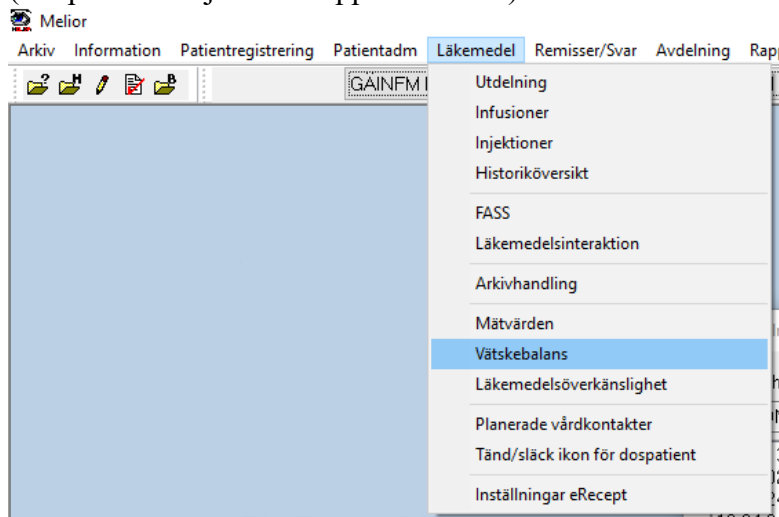 Melior
Arkiv Information Patientregistrering Patientadm Läkemedel Remisser/Svar Avdelning
GÄINFM
Utdelning
Infusioner
Injektioner
Historiköversikt
FASS
Läkemedelsinteraktion
Arkivhandling
Mätvärden
Vätskebalans
Läkemedelsöverkänslighet
Planerade vårdkontakter
Tänd/släck ikon för dospatient
Inställningar eRecept